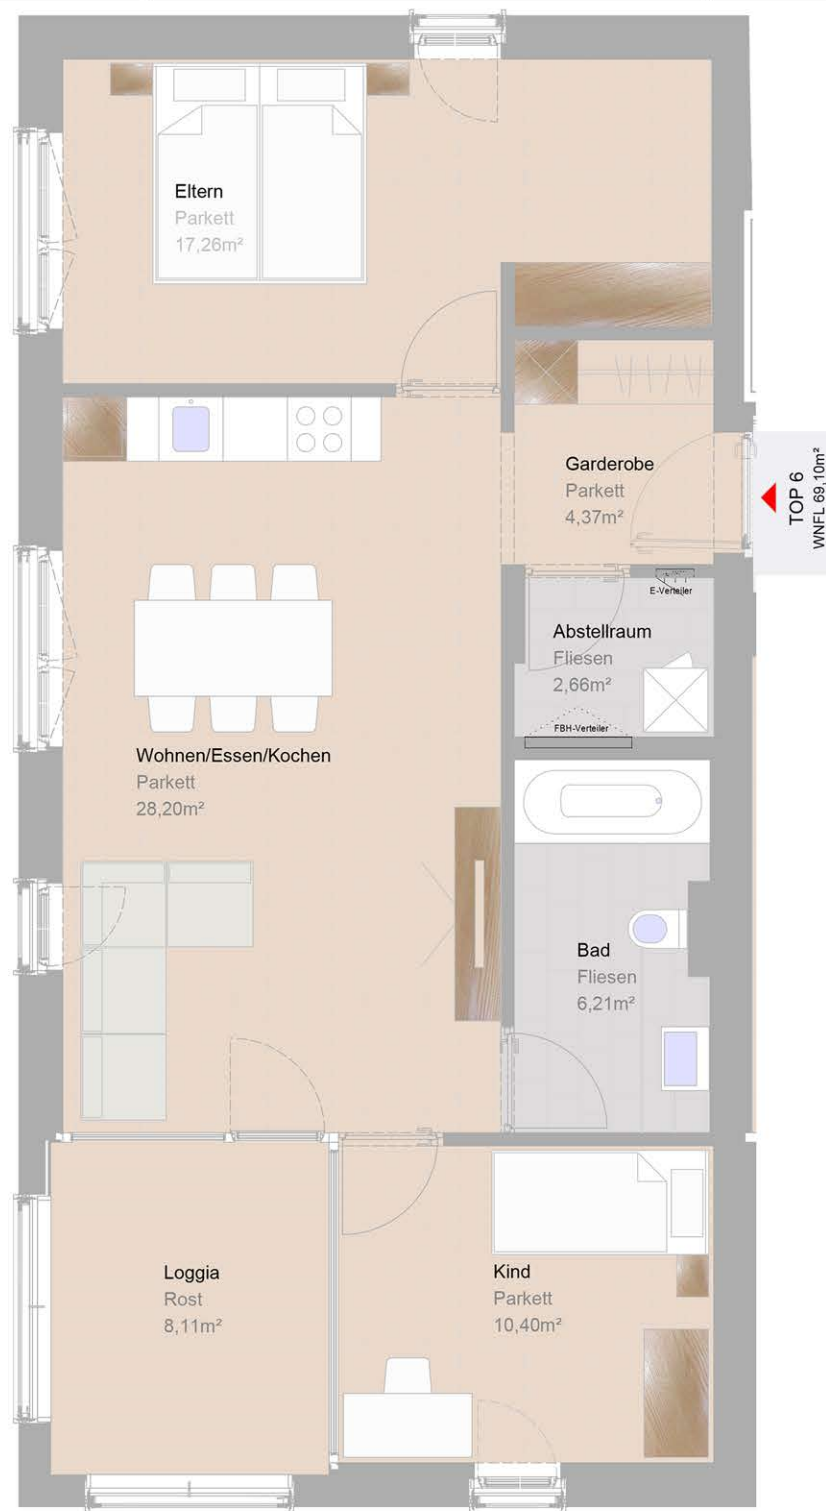 Eltern
Parkett
17,26m²
Garderobe
Parkett
4,37m²
TOP 6
WNFL 69,10m²
E-Verteiler
Abstellraum
Fliesen
2,66m²
FBH-Verteiler
Wohnen/Essen/Kochen
Parkett
28,20m²
Bad
Fliesen
6,21m²
Loggia
Rost
8,11m²
Kind
Parkett
10,40m²